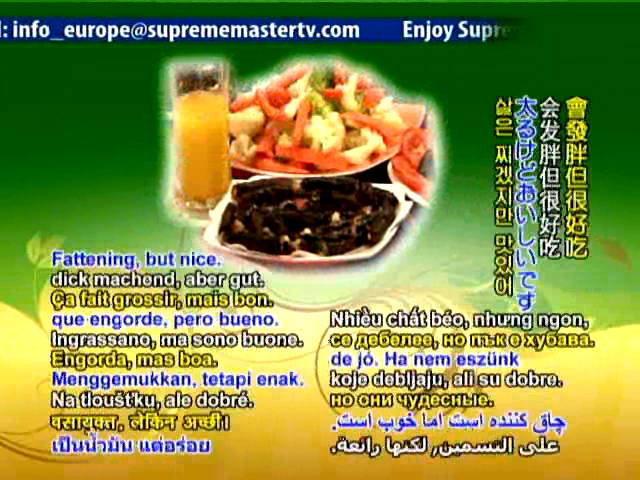 : info_europe@suprememastertv.com Enjoy Supre
會發胖但很好吃
会发胖但很好吃
太るけどおいしいです
살은 찌겠지만 맛있어
Fattening, but nice.
dick machend, aber gut.
Ça fait grossir, mais bon.
que engorde, pero bueno.
Ingrassano, ma sono buone.
Engorda, mas boa.
Menggemukkan, tetapi enak.
Na tloušt'ku, ale dobré.
वसायुक्त, लेकिन अच्छी।
เป็นน้ำมัน แต่อร่อย
Nhiều chất béo, nhưng ngon,
се дебелее, но пък е хубава.
de jó. Ha nem eszünk
koje debljaju, ali su dobre.
но они чудесные.
چاق کننده است اما خوب است.
على التسمين, لكنها رائعة.